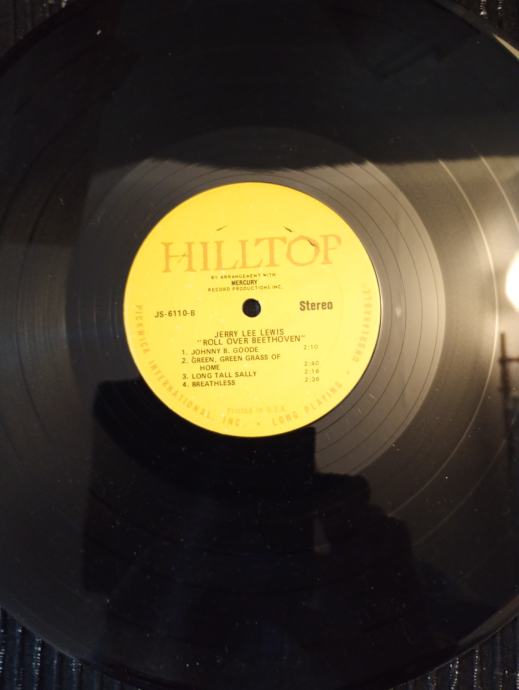 HILLTOP
BY ARRANGEMENT WITH
MERCURY
RECORD PRODUCTIONS INC.
JS-6110-B
Stereo
JERRY LEE LEWIS
"ROLL OVER BEETHOVEN"
1. JOHNNY B. GOODE 2:10
2. GREEN, GREEN GRASS OF
HOME 2:40
3. LONG TALL SALLY 2:16
4. BREATHLESS 2:36
Printed in U.S.A.
PICKWICK INTERNATIONAL, INC. • LONG PLAYING • UNBREAKABLE